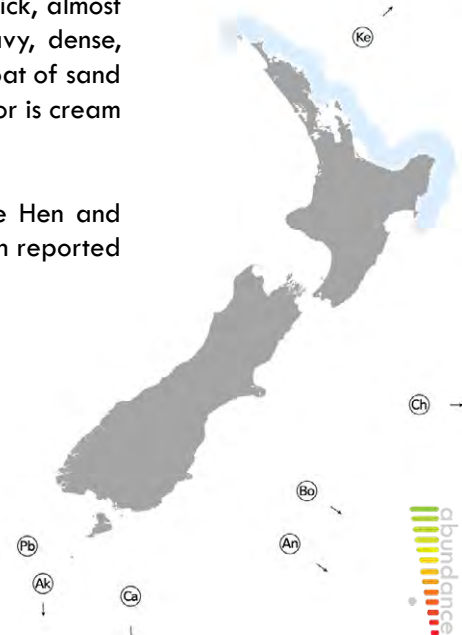 ick, almost
avy, dense,
oat of sand
or is cream
e Hen and
n reported
Ke
Ch
Bo
An
Pb
Ak
Ca
abundance